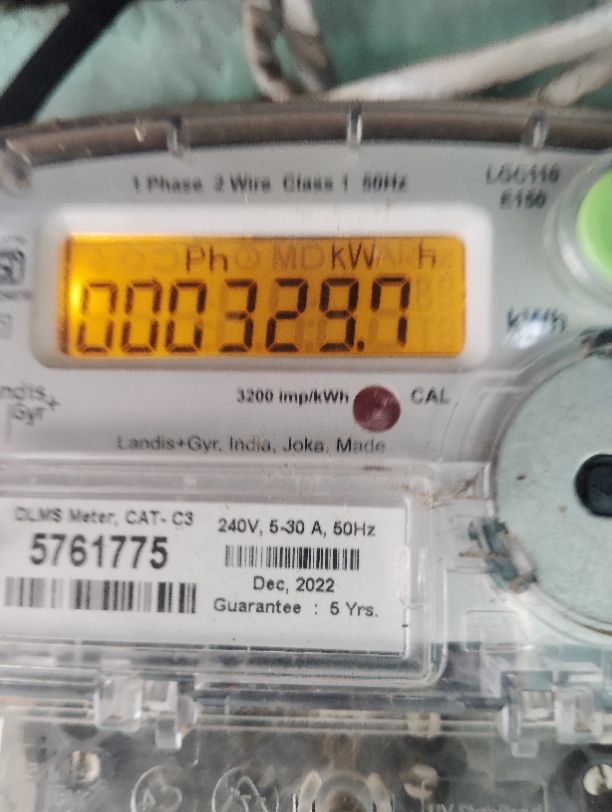 1 Phase 2 Wire Class 1 50Hz
LGC110
E150
Ph MD kW h
000329.7
kWh
3200 imp/kWh
CAL
Landis+
Gyr
Landis+Gyr, India, Joka, Made
DLMS Meter, CAT- C3
5761775
240V, 5-30 A, 50Hz
Dec, 2022
Guarantee : 5 Yrs.